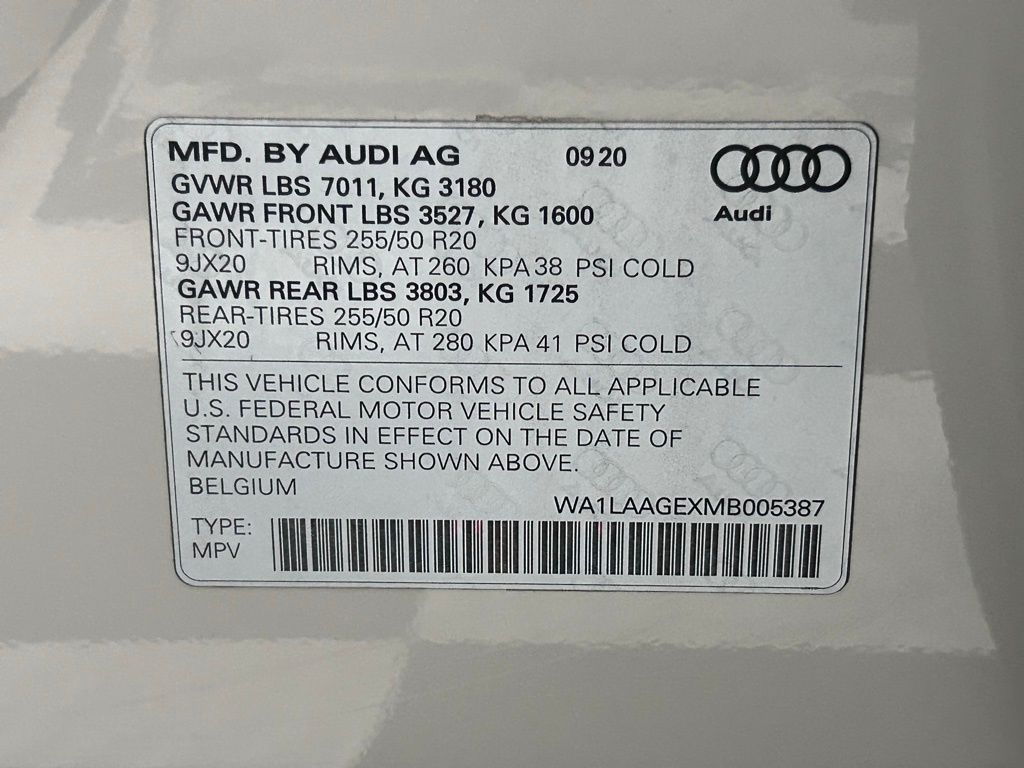 MFD. BY AUDI AG 09 20
GVWR LBS 7011, KG 3180
GAWR FRONT LBS 3527, KG 1600
Audi
FRONT-TIRES 255/50 R20
9JX20 RIMS, AT 260 KPA 38 PSI COLD
GAWR REAR LBS 3803, KG 1725
REAR-TIRES 255/50 R20
9JX20 RIMS, AT 280 KPA 41 PSI COLD
THIS VEHICLE CONFORMS TO ALL APPLICABLE
U.S. FEDERAL MOTOR VEHICLE SAFETY
STANDARDS IN EFFECT ON THE DATE OF
MANUFACTURE SHOWN ABOVE.
BELGIUM
WA1LAAGEXMB005387
TYPE:
MPV